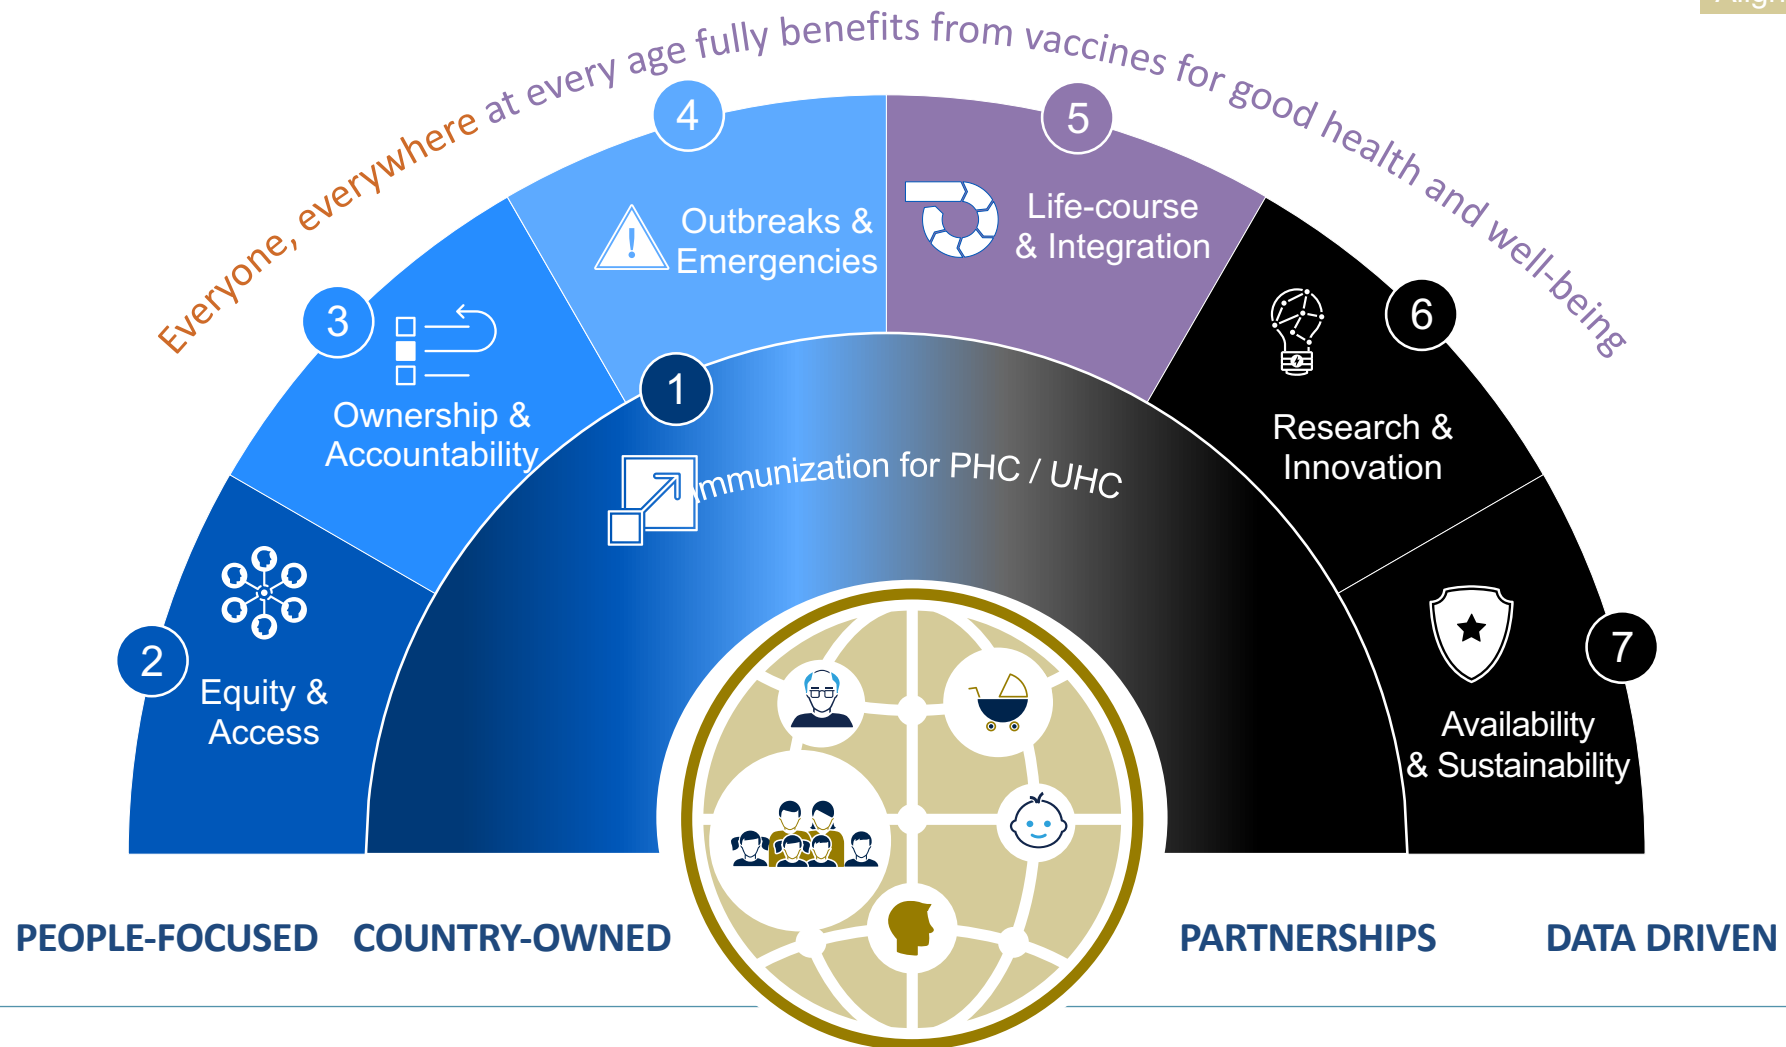 Everyone, everywhere at every age fully benefits from vaccines for good health and well-being
4
5
Outbreaks &
Emergencies
Life-course
& Integration
3
6
Ownership &
Accountability
1
Research &
Innovation
Immunization for PHC / UHC
2
7
Equity &
Access
Availability
& Sustainability
PEOPLE-FOCUSED COUNTRY-OWNED PARTNERSHIPS DATA DRIVEN